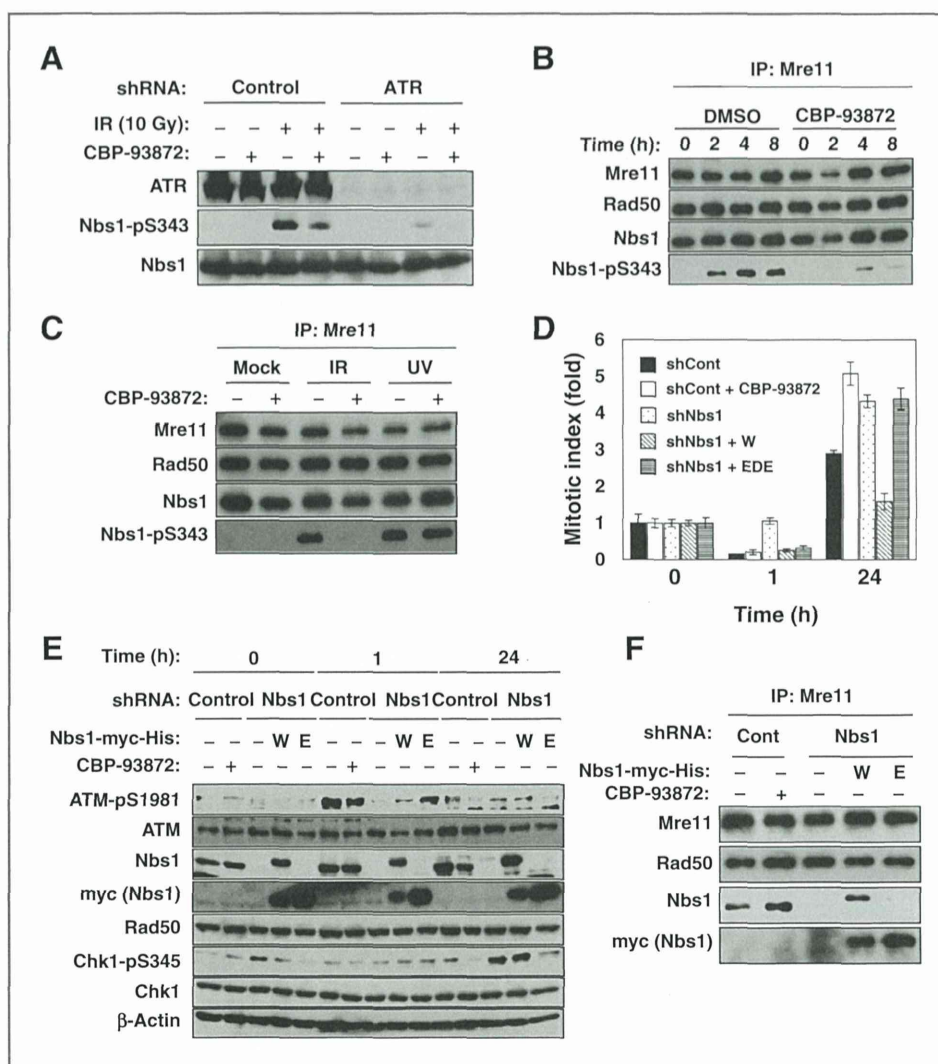 A
shRNA: Control ATR
IR (10 Gy): – – + + – – + +
CBP-93872: – + – + – + – +
ATR
Nbs1-pS343
Nbs1
B
IP: Mre11
DMSO CBP-93872
Time (h): 0 2 4 8 0 2 4 8
Mre11
Rad50
Nbs1
Nbs1-pS343
C
IP: Mre11
Mock IR UV
CBP-93872: – + – + – +
Mre11
Rad50
Nbs1
Nbs1-pS343
D
Mitotic index (fold)
6
5
4
3
2
1
0
shCont
shCont + CBP-93872
shNbs1
shNbs1 + W
shNbs1 + EDE
0 1 24
Time (h)
E
Time (h): 0 1 24
shRNA: Control Nbs1 Control Nbs1 Control Nbs1
Nbs1-myc-His: – – – W E – – – W E – – – W E
CBP-93872: – + – – – – + – – – – + – – –
ATM-pS1981
ATM
Nbs1
myc (Nbs1)
Rad50
Chk1-pS345
Chk1
β-Actin
F
IP: Mre11
shRNA: Cont Nbs1
Nbs1-myc-His: – – – W E
CBP-93872: – + – – –
Mre11
Rad50
Nbs1
myc (Nbs1)